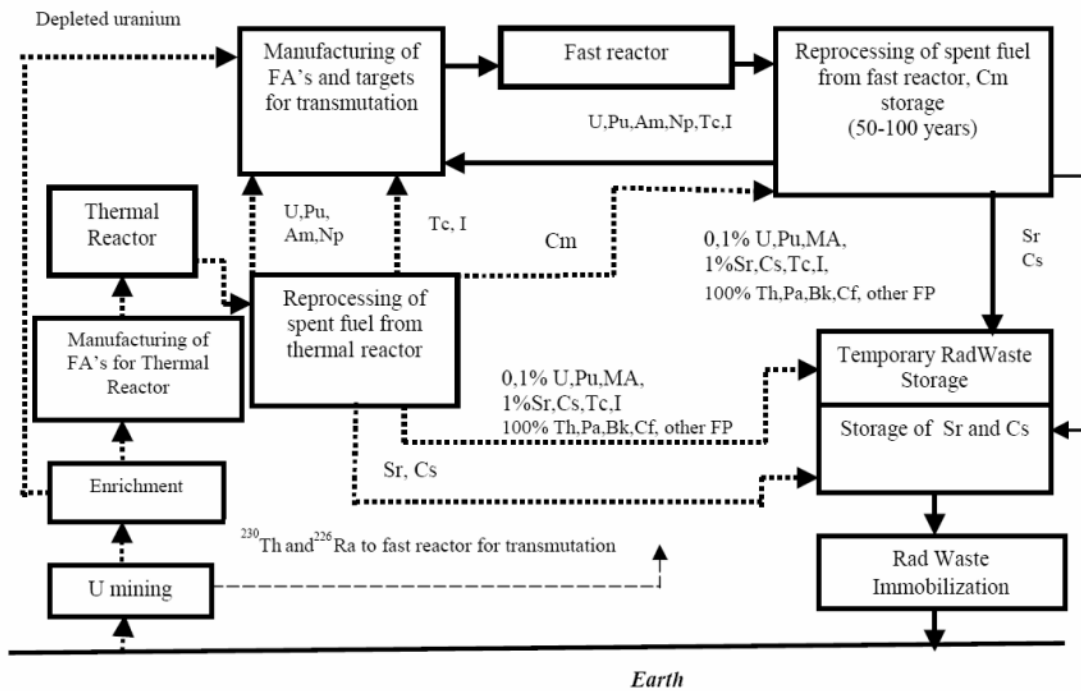 Depleted uranium
Manufacturing of
FA's and targets
for transmutation
Fast reactor
Reprocessing of spent fuel
from fast reactor, Cm
storage
(50-100 years)
U,Pu,Am,Np,Tc,I
Thermal
Reactor
U,Pu,
Am,Np
Tc, I
Cm
0,1% U,Pu,MA,
1%Sr,Cs,Tc,I,
100% Th,Pa,Bk,Cf, other FP
Sr
Cs
Reprocessing of
spent fuel from
thermal reactor
Manufacturing of
FA's for Thermal
Reactor
0,1% U,Pu,MA,
1%Sr,Cs,Tc,I
100% Th,Pa,Bk,Cf, other FP
Temporary RadWaste
Storage
Storage of Sr and Cs
Sr, Cs
Enrichment
230Th and 226Ra to fast reactor for transmutation
U mining
Rad Waste
Immobilization
Earth